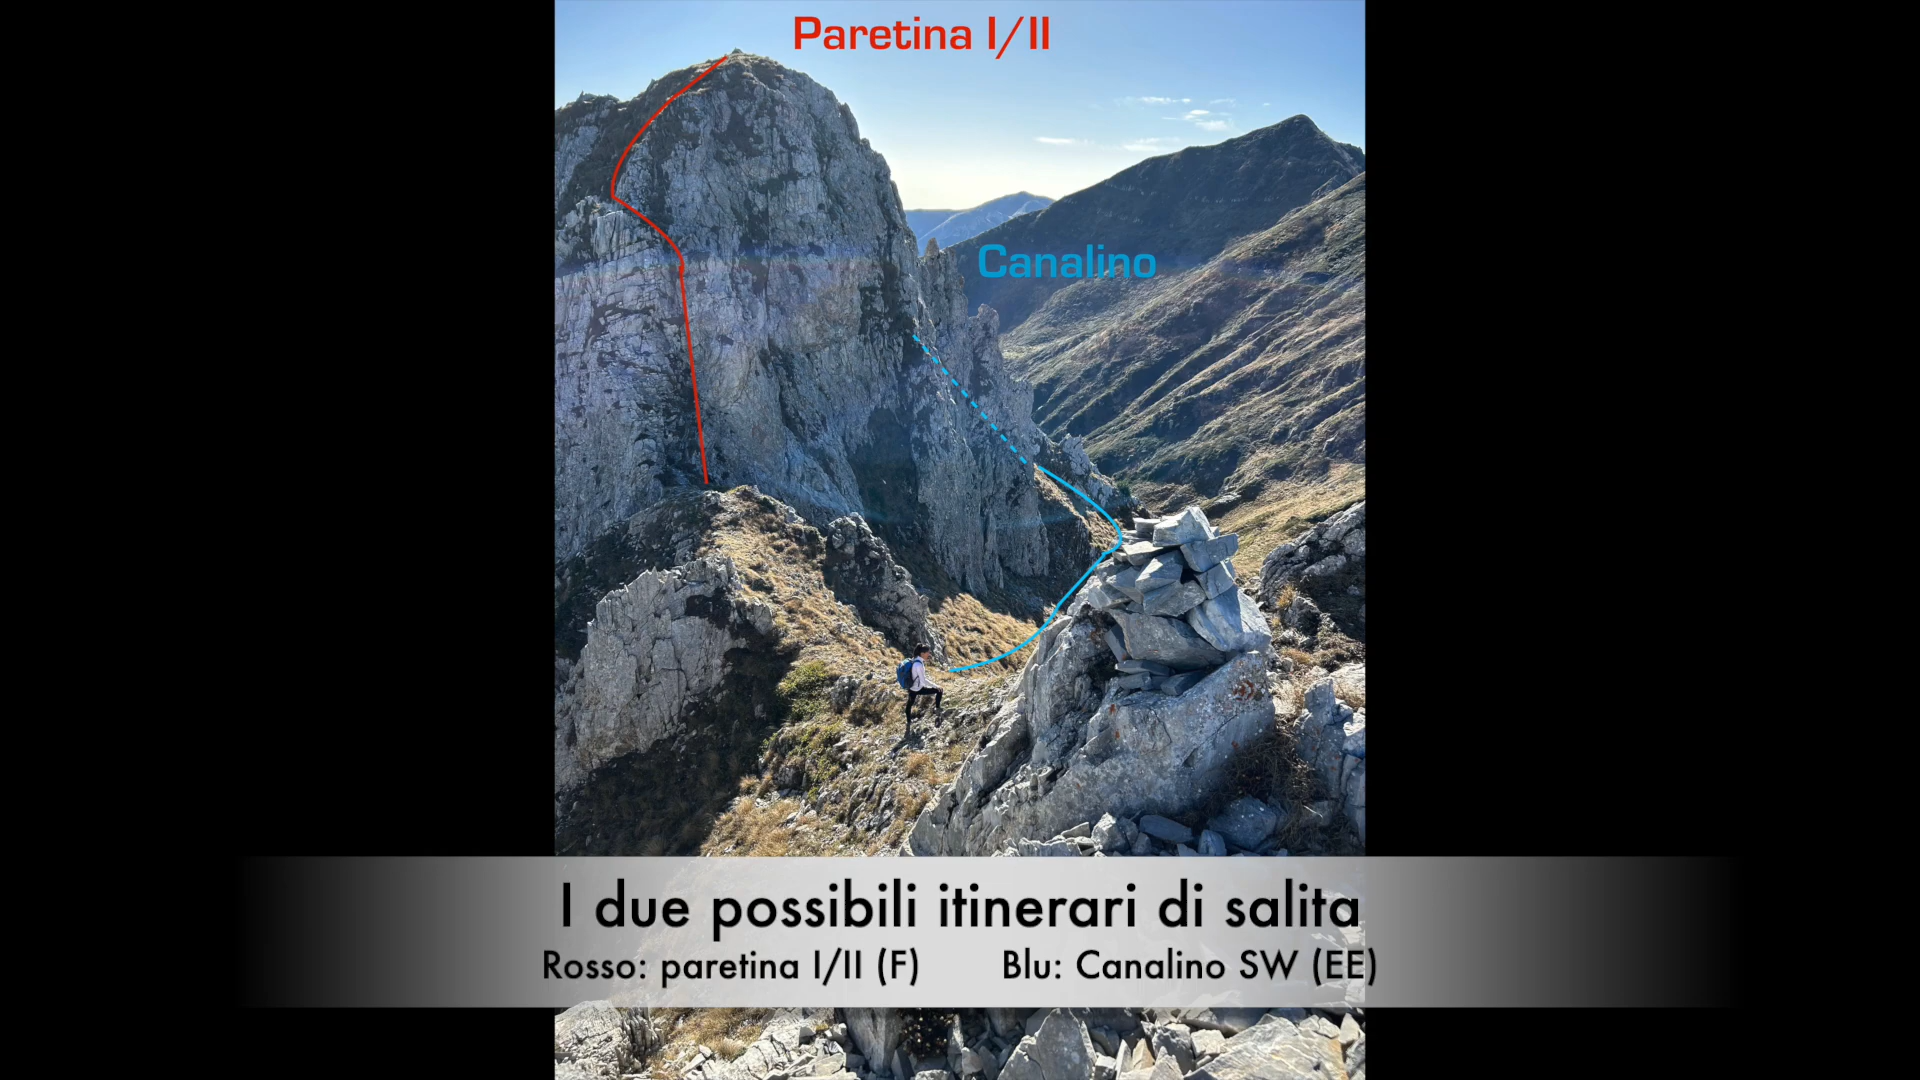 Paretina I/II
Canalino
I due possibili itinerari di salita
Rosso: paretina I/II (F) Blu: Canalino SW (EE)